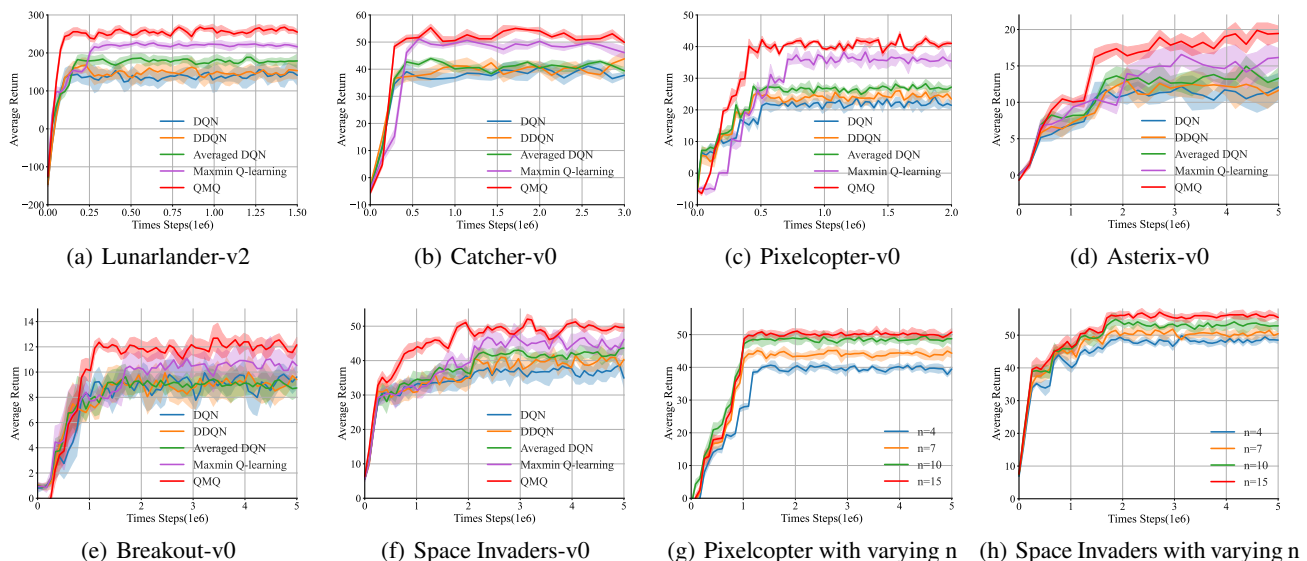 300
200
100
0
−100
−200
0.00 0.25 0.50 0.75 1.00 1.25 1.50
Average Return
Times Steps(1e6)
DQN
DDQN
Averaged DQN
Maxmin Q-learning
QMQ
(a) Lunarlander-v2
60
50
40
30
20
10
0
−10
0.0 0.5 1.0 1.5 2.0 2.5 3.0
Average Return
Times Steps(1e6)
DQN
DDQN
Averaged DQN
Maxmin Q-learning
QMQ
(b) Catcher-v0
50
40
30
20
10
0
−10
0.0 0.5 1.0 1.5 2.0
Average Return
Times Steps(1e6)
DQN
DDQN
Averaged DQN
Maxmin Q-learning
QMQ
(c) Pixelcopter-v0
20
15
10
5
0
0 1 2 3 4 5
Average Return
Times Steps(1e6)
DQN
DDQN
Averaged DQN
Maxmin Q-learning
QMQ
(d) Asterix-v0
14
12
10
8
6
4
2
0
0 1 2 3 4 5
Average Return
Times Steps(1e6)
DQN
DDQN
Averaged DQN
Maxmin Q-learning
QMQ
(e) Breakout-v0
50
40
30
20
10
0
0 1 2 3 4 5
Average Return
Times Steps(1e6)
DQN
DDQN
Averaged DQN
Maxmin Q-learning
QMQ
(f) Space Invaders-v0
50
40
30
20
10
0
0 1 2 3 4 5
Average Return
Times Steps(1e6)
n=4
n=7
n=10
n=15
(g) Pixelcopter with varying n
50
40
30
20
10
0
0 1 2 3 4 5
Average Return
Times Steps(1e6)
n=4
n=7
n=10
n=15
(h) Space Invaders with varying n